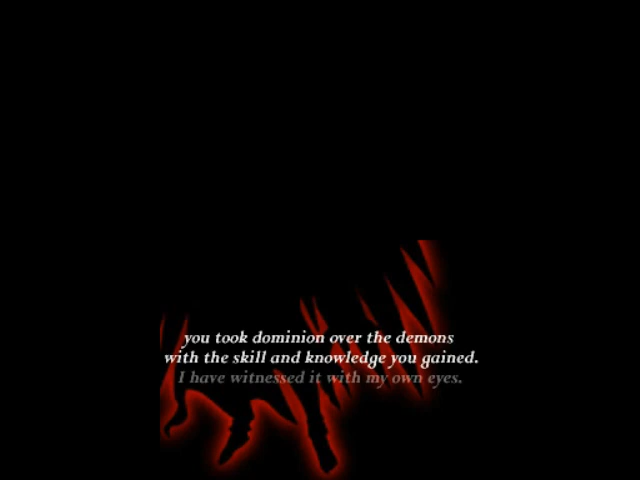 you took dominion over the demons
with the skill and knowledge you gained.
I have witnessed it with my own eyes.